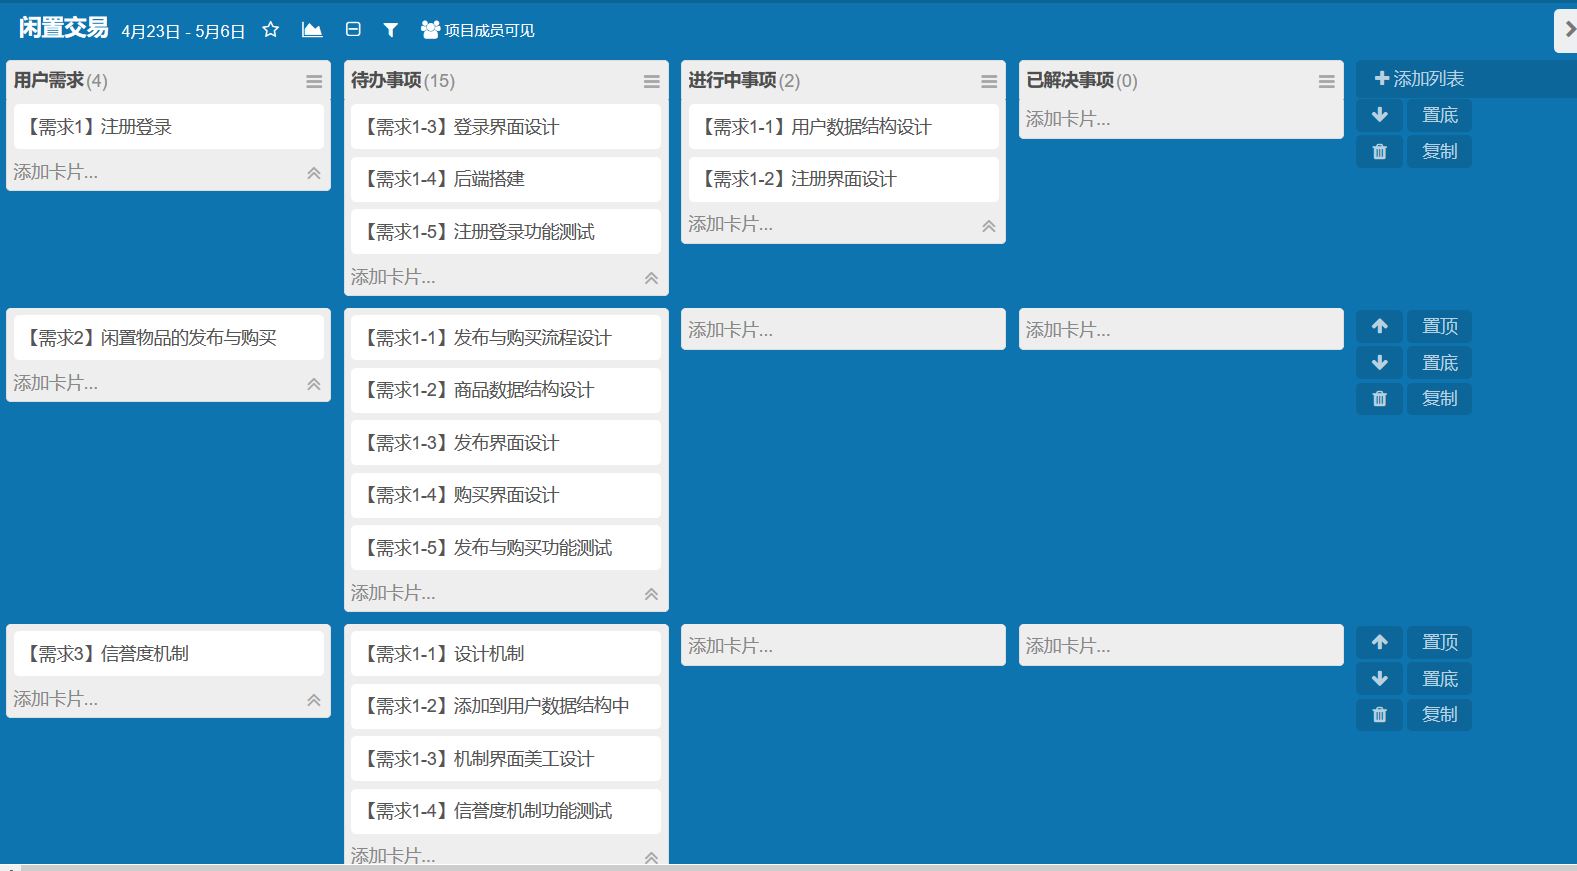 闲置交易 4月23日 - 5月6日 项目成员可见
用户需求(4)
【需求1】注册登录
添加卡片...
待办事项(15)
【需求1-3】登录界面设计
【需求1-4】后端搭建
【需求1-5】注册登录功能测试
添加卡片...
进行中事项(2)
【需求1-1】用户数据结构设计
【需求1-2】注册界面设计
添加卡片...
已解决事项(0)
添加卡片...
添加列表
置底
复制
【需求2】闲置物品的发布与购买
添加卡片...
【需求1-1】发布与购买流程设计
【需求1-2】商品数据结构设计
【需求1-3】发布界面设计
【需求1-4】购买界面设计
【需求1-5】发布与购买功能测试
添加卡片...
添加卡片...
添加卡片...
置顶
置底
复制
【需求3】信誉度机制
添加卡片...
【需求1-1】设计机制
【需求1-2】添加到用户数据结构中
【需求1-3】机制界面美工设计
【需求1-4】信誉度机制功能测试
添加卡片...
添加卡片...
添加卡片...
置顶
置底
复制